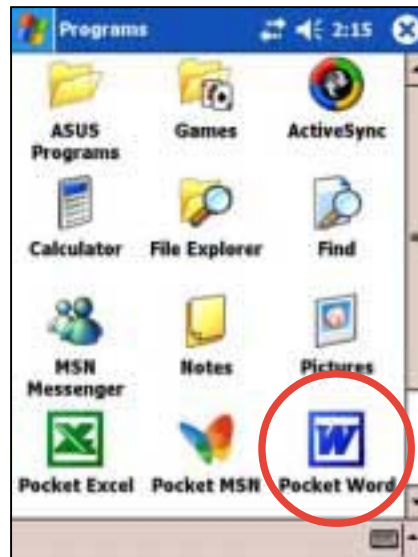 Programs 2:15
ASUS Programs Games ActiveSync
Calculator File Explorer Find
MSN Messenger Notes Pictures
Pocket Excel Pocket MSN Pocket Word